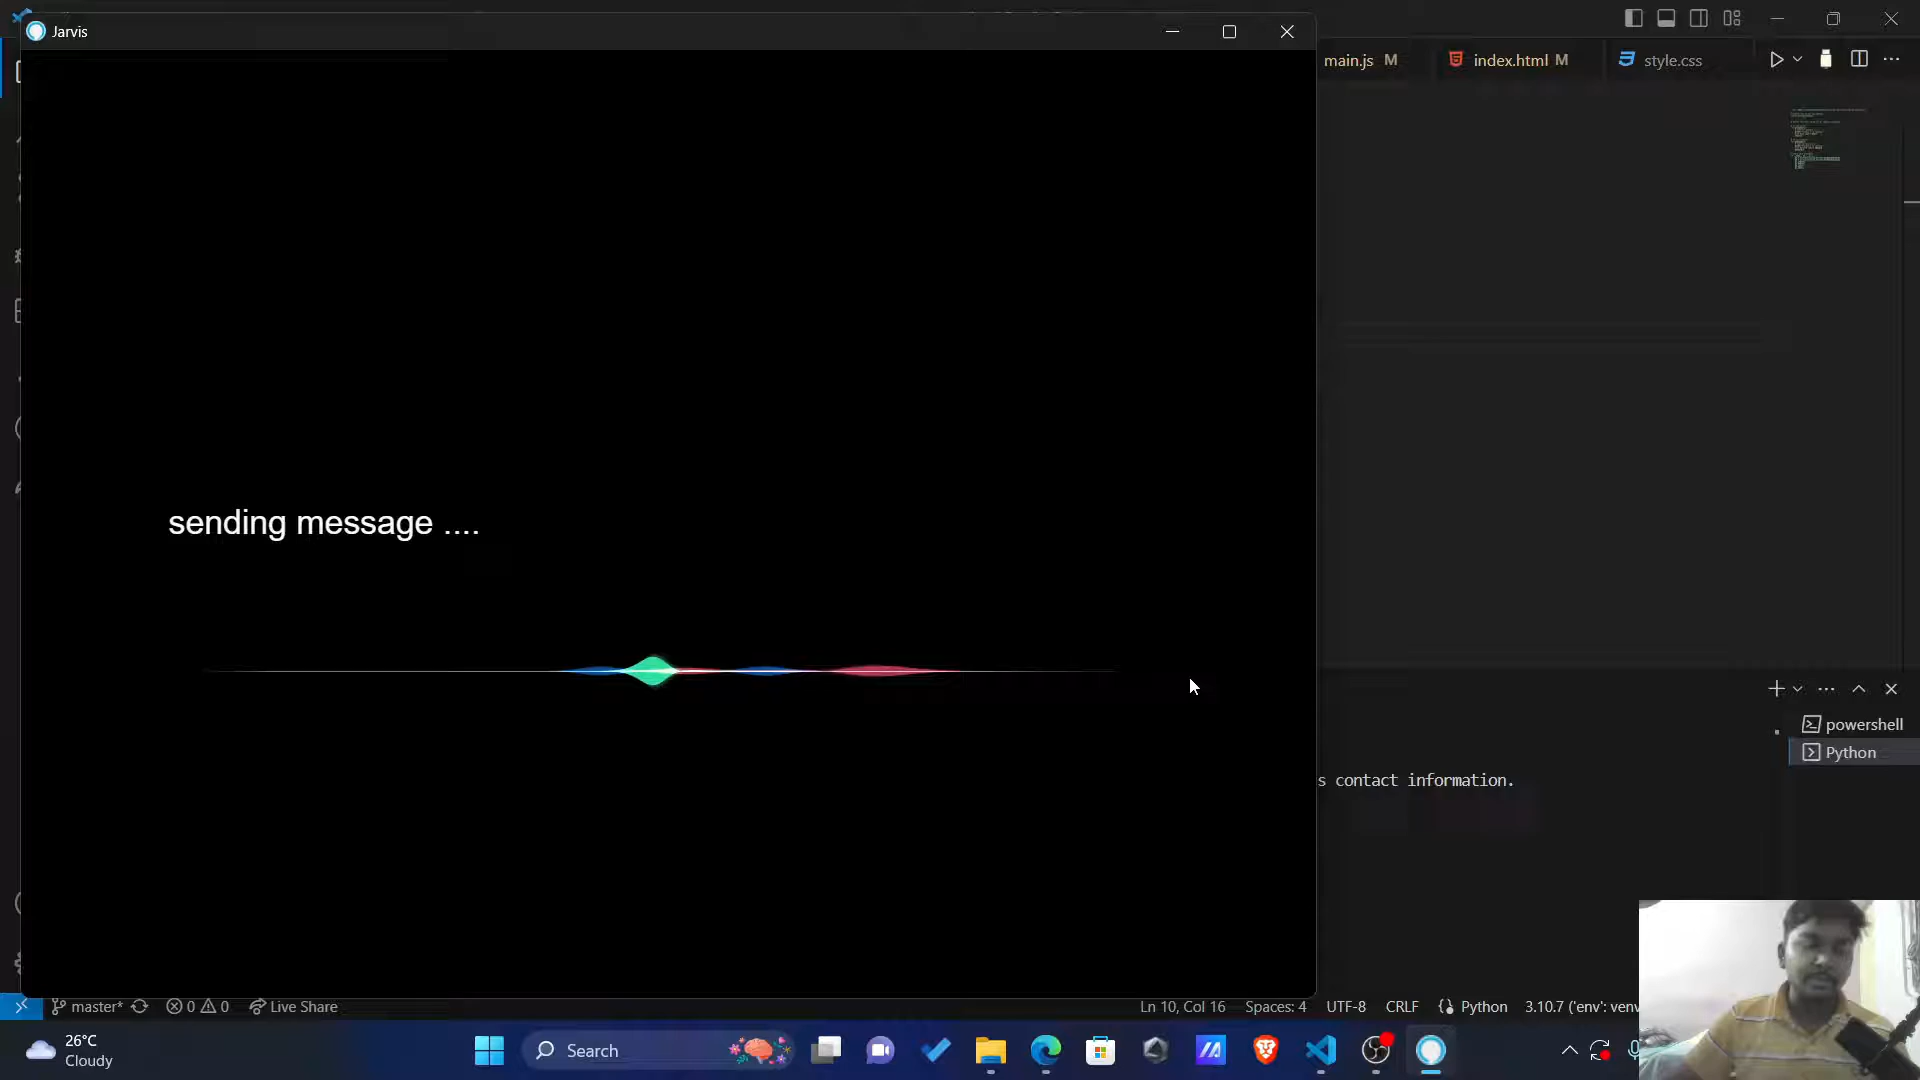 Jarvis
main.js M
index.html M
style.css
sending message ....
powershell
Python
s contact information.
master*
0
0
Live Share
Ln 10, Col 16
Spaces: 4
UTF-8
CRLF
Python
3.10.7 ('env': venv
26°C
Cloudy
Search